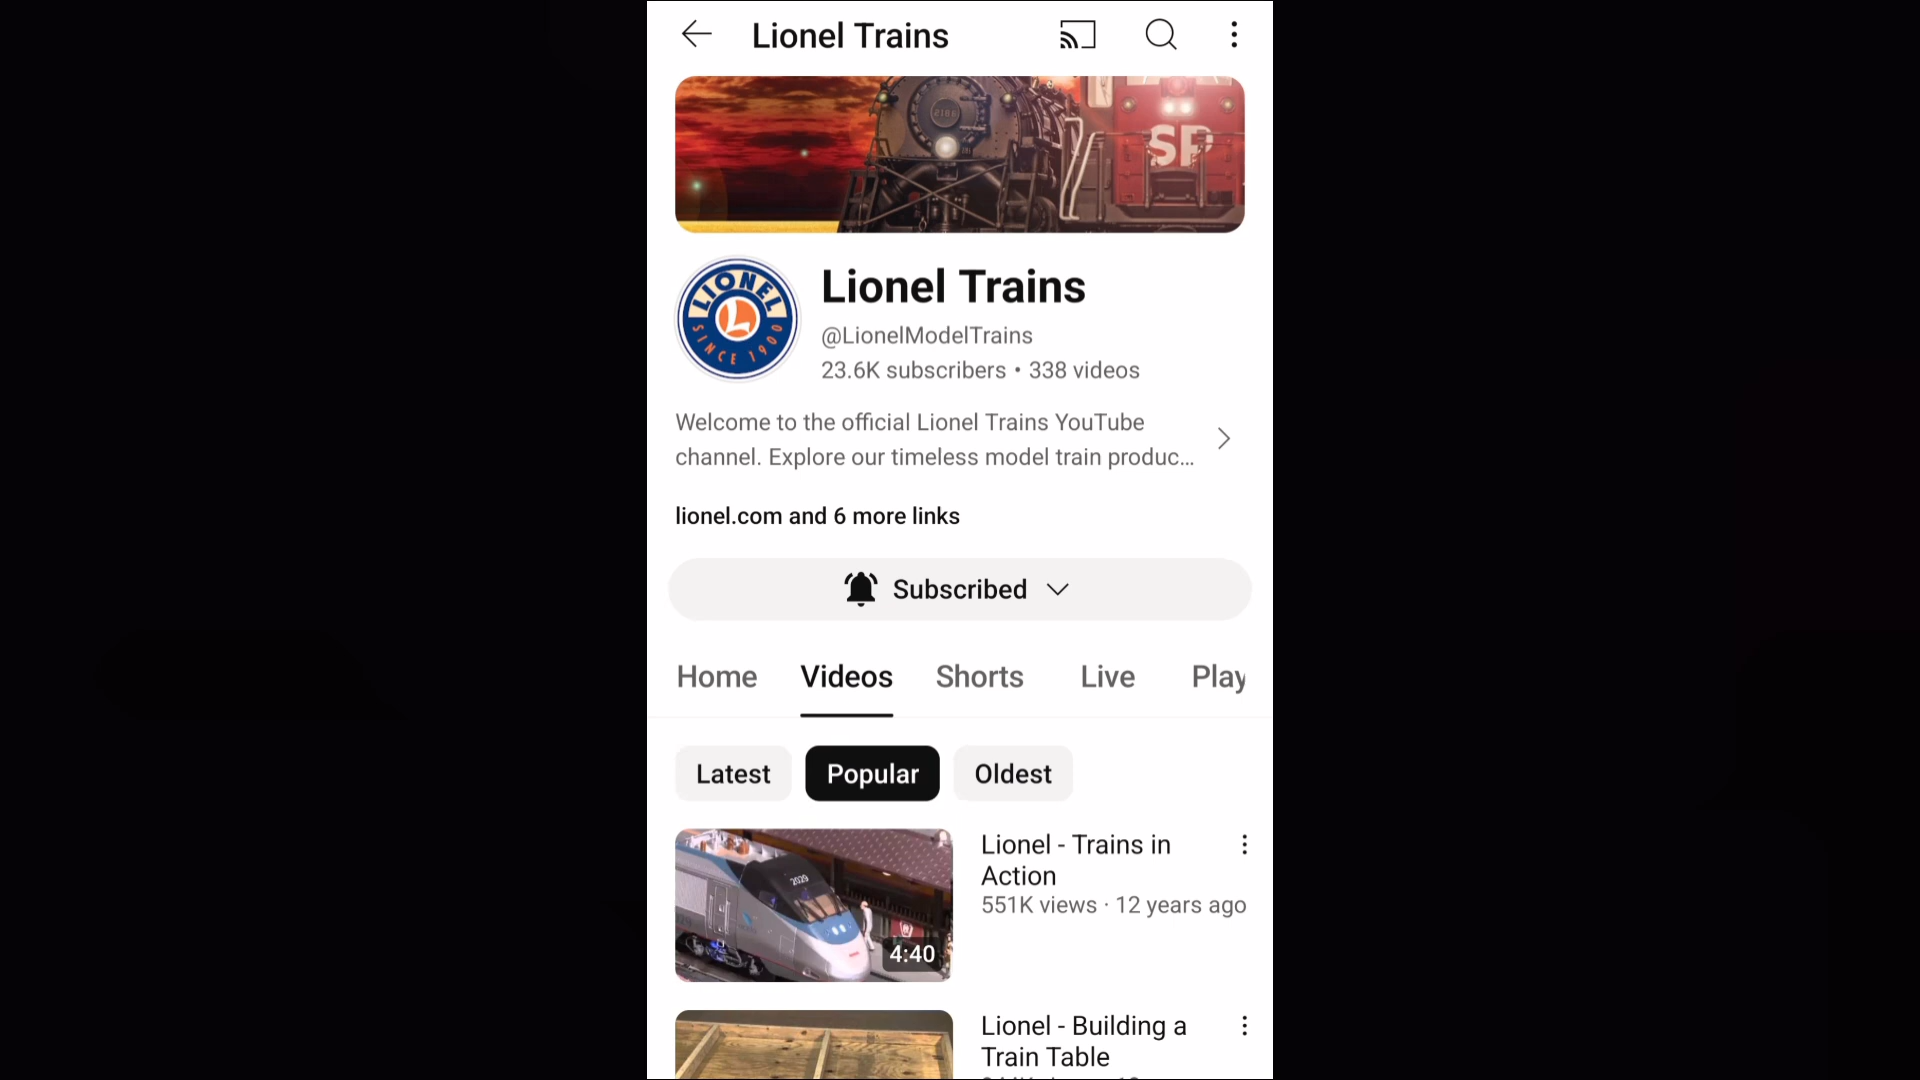 Lionel Trains
2186
SP
LIONEL
L
SINCE 1900
Lionel Trains
@LionelModelTrains
23.6K subscribers • 338 videos
Welcome to the official Lionel Trains YouTube
channel. Explore our timeless model train produc...
lionel.com and 6 more links
Subscribed
Home Videos Shorts Live Play
Latest Popular Oldest
2029
4:40
Lionel - Trains in
Action
551K views · 12 years ago
Lionel - Building a
Train Table